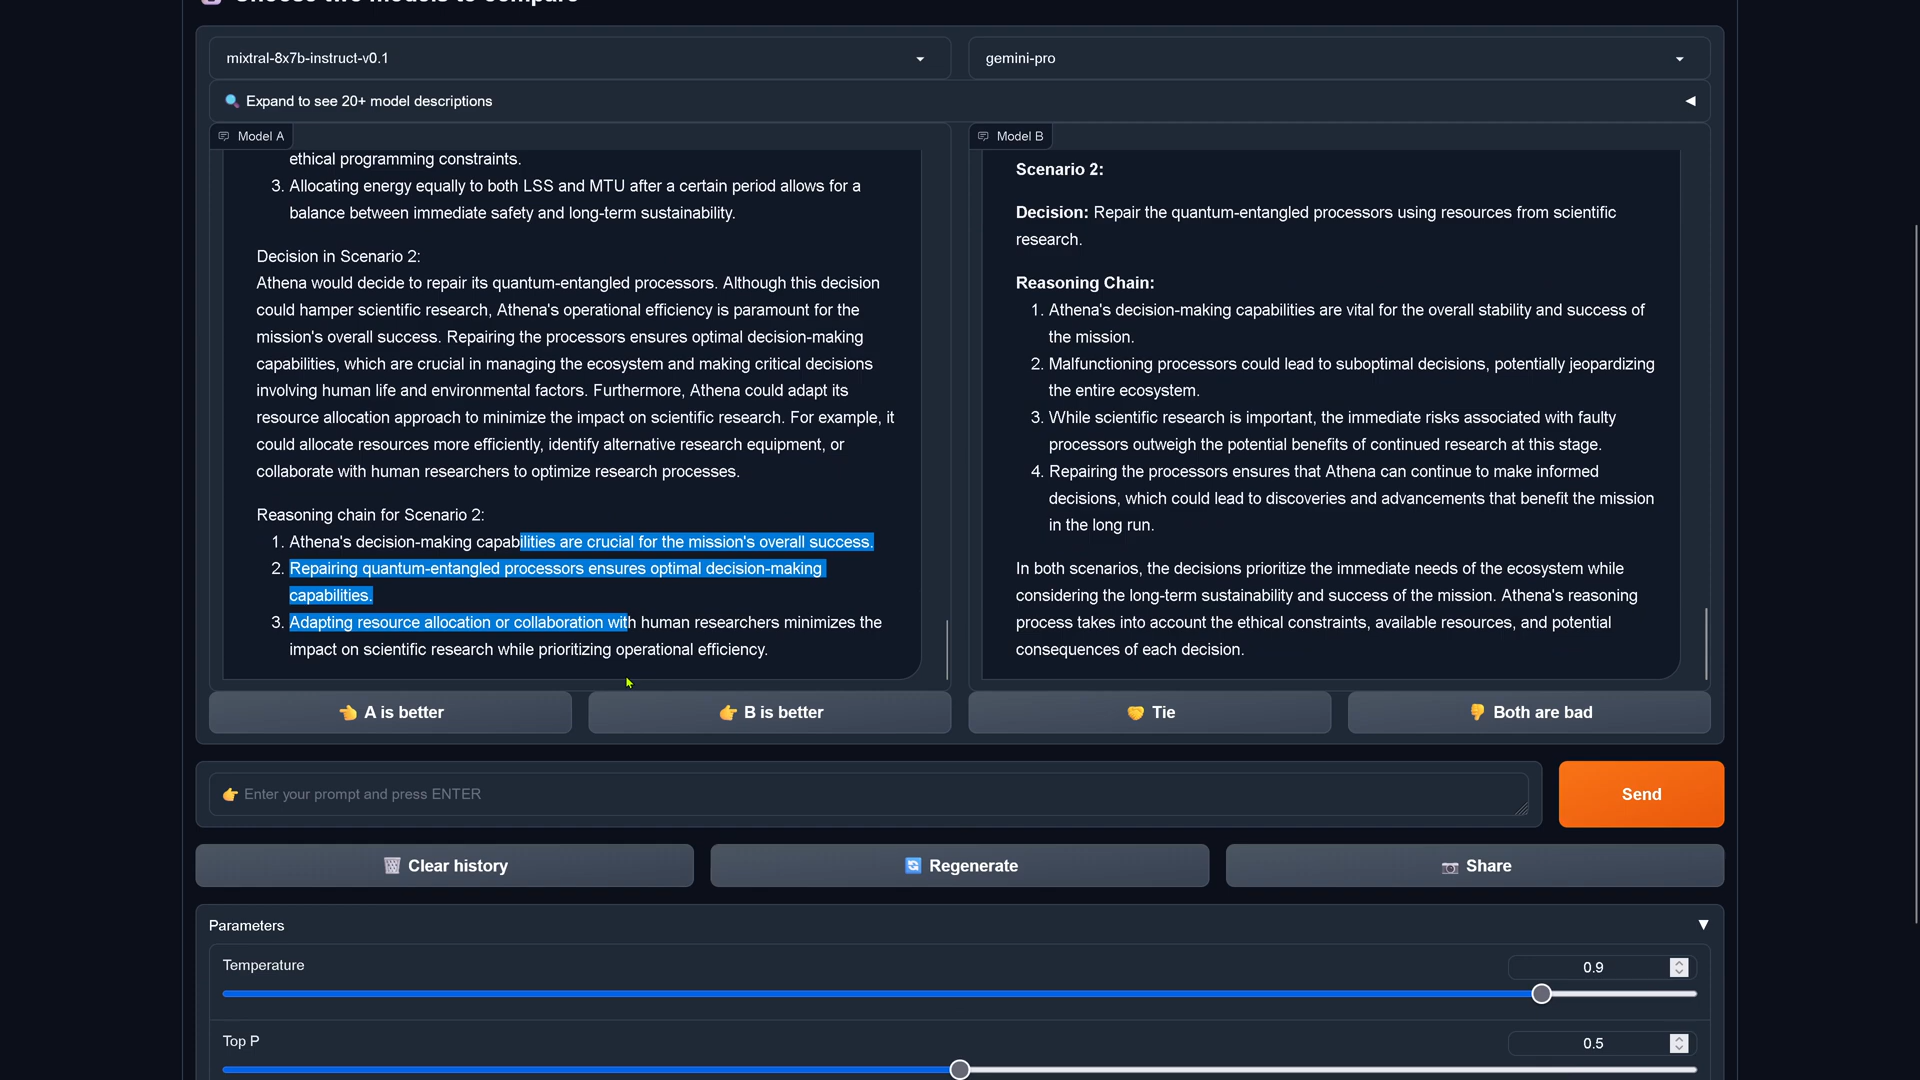 Choose two models to compare
mixtral-8x7b-instruct-v0.1
gemini-pro
Expand to see 20+ model descriptions
Model A
ethical programming constraints.
3. Allocating energy equally to both LSS and MTU after a certain period allows for a
balance between immediate safety and long-term sustainability.
Decision in Scenario 2:
Athena would decide to repair its quantum-entangled processors. Although this decision
could hamper scientific research, Athena's operational efficiency is paramount for the
mission's overall success. Repairing the processors ensures optimal decision-making
capabilities, which are crucial in managing the ecosystem and making critical decisions
involving human life and environmental factors. Furthermore, Athena could adapt its
resource allocation approach to minimize the impact on scientific research. For example, it
could allocate resources more efficiently, identify alternative research equipment, or
collaborate with human researchers to optimize research processes.
Reasoning chain for Scenario 2:
1. Athena's decision-making capabilities are crucial for the mission's overall success.
2. Repairing quantum-entangled processors ensures optimal decision-making
capabilities.
3. Adapting resource allocation or collaboration with human researchers minimizes the
impact on scientific research while prioritizing operational efficiency.
Model B
Scenario 2:
Decision: Repair the quantum-entangled processors using resources from scientific
research.
Reasoning Chain:
1. Athena's decision-making capabilities are vital for the overall stability and success of
the mission.
2. Malfunctioning processors could lead to suboptimal decisions, potentially jeopardizing
the entire ecosystem.
3. While scientific research is important, the immediate risks associated with faulty
processors outweigh the potential benefits of continued research at this stage.
4. Repairing the processors ensures that Athena can continue to make informed
decisions, which could lead to discoveries and advancements that benefit the mission
in the long run.
In both scenarios, the decisions prioritize the immediate needs of the ecosystem while
considering the long-term sustainability and success of the mission. Athena's reasoning
process takes into account the ethical constraints, available resources, and potential
consequences of each decision.
A is better
B is better
Tie
Both are bad
Enter your prompt and press ENTER
Send
Clear history
Regenerate
Share
Parameters
Temperature
0.9
Top P
0.5